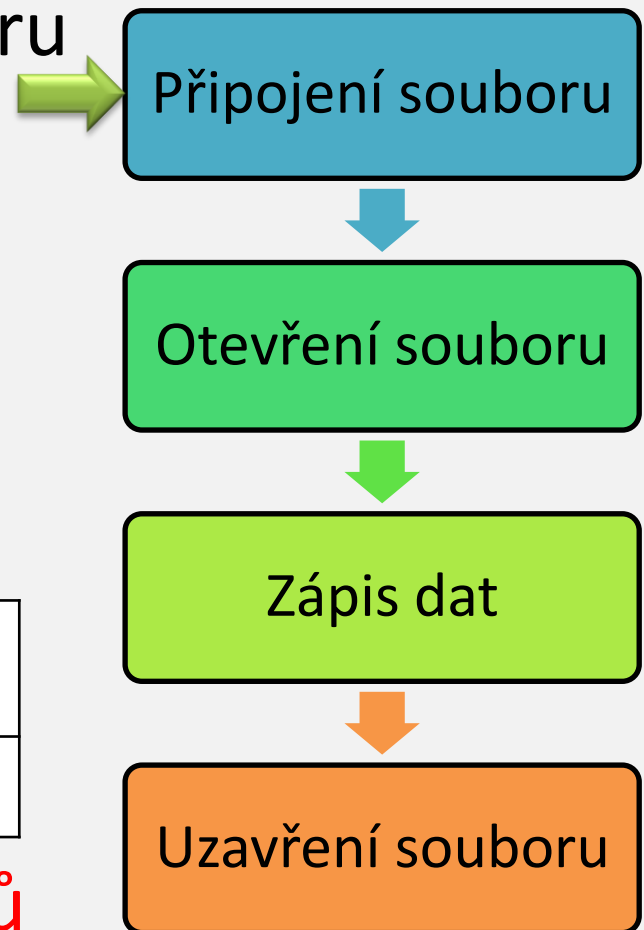 ru
Připojení souboru
Otevření souboru
Zápis dat
Uzavření souboru
ů